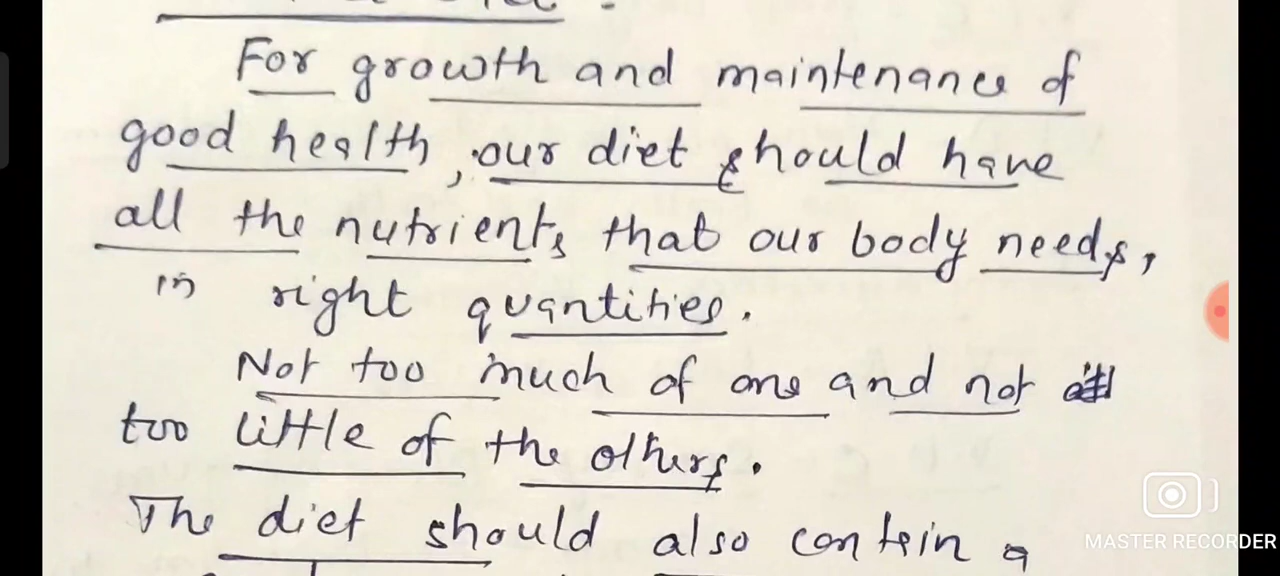 For growth and maintenance of
good health, our diet should have
all the nutrients that our body needs,
in right quantities.
Not too much of one and not
too little of the others.
The diet should also contain a
MASTER RECORDER